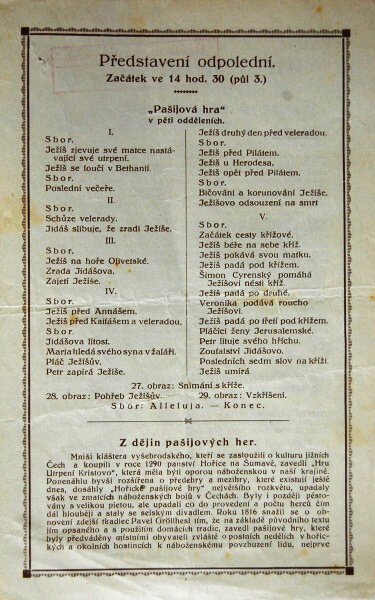 Představení odpolední.
Začátek ve 14 hod. 30 (půl 3.)
„Pašijová hra“
v pěti odděleních.
I.
Sbor.
Ježíš zjevuje své matce nastá-
vající své utrpení.
Ježíš se loučí v Bethanii.
Sbor.
Poslední večeře.
II.
Sbor.
Schůze velerady.
Jidáš slibuje, že zradí Ježíše.
III.
Sbor.
Ježíš na hoře Olivetské.
Zrada Jidášova.
Zajetí Ježíše.
IV.
Sbor.
Ježíš před Annášem.
Ježíš před Kaifášem a veleradou.
Sbor.
Jidášova lítost.
Maria hledá svého syna v žaláři.
Pláč Ježíšův.
Petr zapírá Ježíše.
Ježíš druhý den před veleradou.
Sbor.
Ježíš před Pilátem.
Ježíš u Herodesa.
Ježíš opět před Pilátem.
Sbor.
Bičování a korunování Ježíše.
Ježíšovo odsouzení na smrt
V.
Sbor.
Začátek cesty křížové.
Ježíš béře na sebe kříž.
Ježíš pokává svou matku.
Ježíš padá pod křížem.
Šimon Cyrenský pomáhá
Ježíšovi nésti kříž.
Ježíš padá po druhé.
Veronika podává roucho
Ježíšovi.
Ježíš padá po třetí pod křížem.
Pláčící ženy Jerusalemské.
Petr lituje svého hříchu.
Zoufalství Jidášovo.
Posledních sedm slov na kříži.
Ježíš umírá.
27. obraz: Snímání s kříže.
28. obraz: Pohřeb Ježíšův — 29. obraz: Vzkříšení.
Sbor: Alleluja. — Konec.
Z dějin pašijových her.
Mniši kláštera vyšebrodského, kteří se zasloužili o kulturu jižních
Čech a koupili v roce 1290 panství Hořice na Šumavě, zavedli „Hru
Utrpení Kristovo“, která měla býti oporou náboženskou v naší krajině.
Ponenáhlu byvši rozšířena o předehry a mezihry, které existují ještě
dnes, dosáhly „Hořické pašijové hry“ největšího rozkvětu, upadaly
však ve zmatcích náboženských bojů v Čechách. Byly i později pěsto-
vány s velikou pietou, ale upadali co do provedení a počtu herců čím
dál hlouběji a staly se selským divadlem. Roku 1816 snažil se o ob-
novení zdejší tkadlec Pavel Gröllhesl tím, že na základě původního textu
jím opsaného a s použitím domácích tradic, zavedl pašijové hry, které
byly předváděny místními obyvateli zvláště o postních nedělích v hořic-
kých a okolních hostincích k náboženskému povzbuzení lidu, nejprve